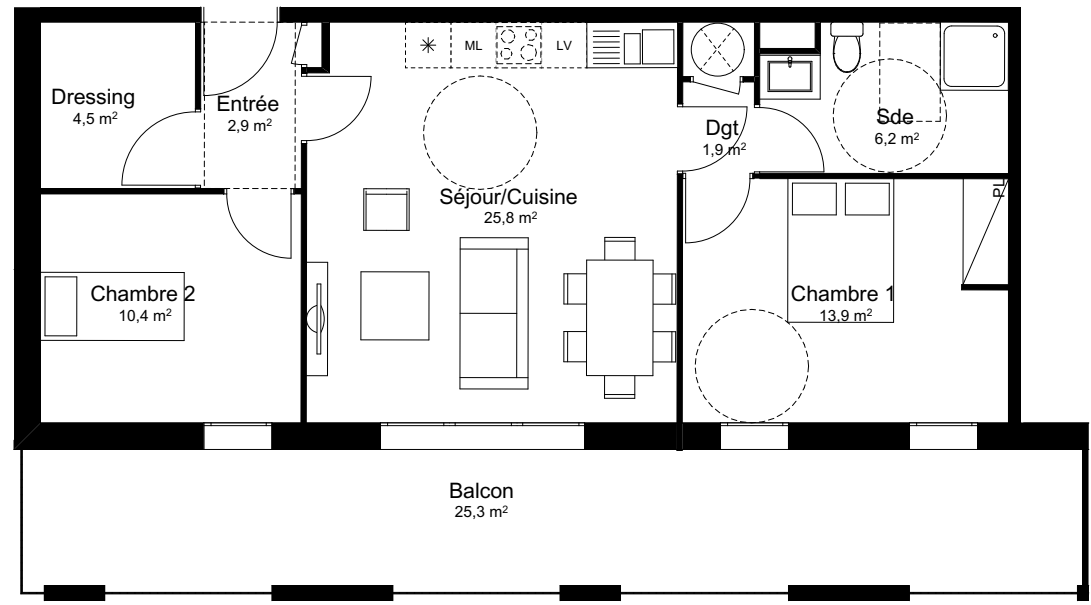 Dressing
4,5 m²
Entrée
2,9 m²
ML
LV
Dgt
1,9 m²
Sde
6,2 m²
Séjour/Cuisine
25,8 m²
PL
Chambre 2
10,4 m²
Chambre 1
13,9 m²
Balcon
25,3 m²